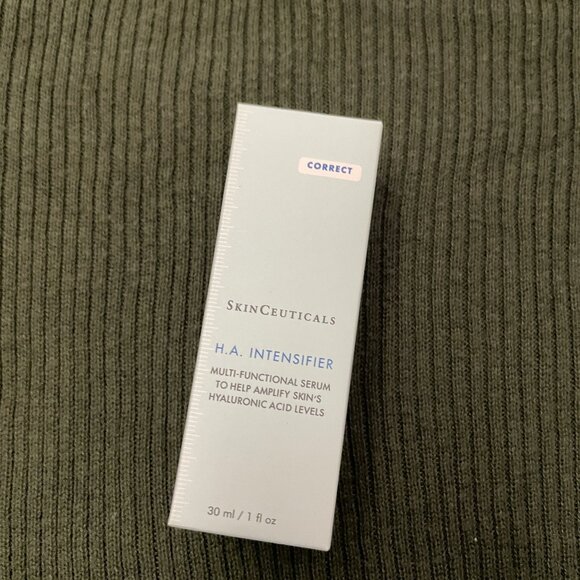 CORRECT
SKINCEUTICALS
H.A. INTENSIFIER
MULTI-FUNCTIONAL SERUM
TO HELP AMPLIFY SKIN'S
HYALURONIC ACID LEVELS
30 ml / 1 fl oz